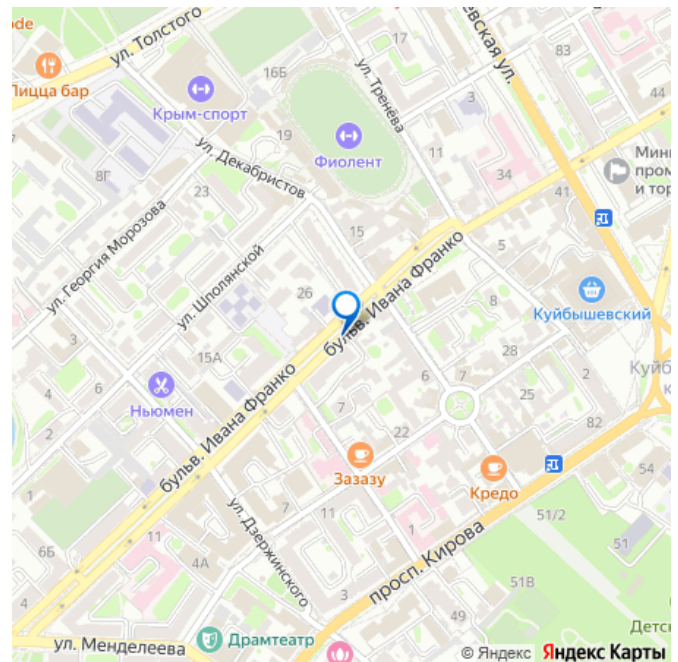 ode
Пицца бар
ул. Толстого
16Б
17
ул. Тренёва
евская ул.
83
44
Крым-спорт
3
19
Фиолент
11
ул. Декабристов
8Г
34
Мин
пром
и тор
41
ул. Георгия Морозова
23
15
5
ул. Шполянской
бульв. Ивана Франко
26
8
Куйбышевский
15А
28
Куйб
к
4
6
Ньюмен
6
7
25
2
7
82
бульв. Ивана Франко
22
Зазазу
Кредо
54
1
7
11
51/2
51
ул. Дзержинского
1
просп. Кирова
6Б
11
4А
51В
3
49
4
Детс
ул. Менделеева
Драмтеатр
© Яндекс Яндекс Карты